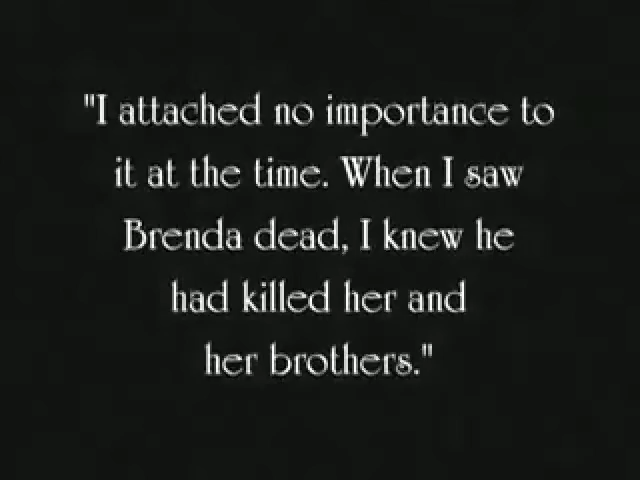 "I attached no importance to
it at the time. When I saw
Brenda dead, I knew he
had killed her and
her brothers."